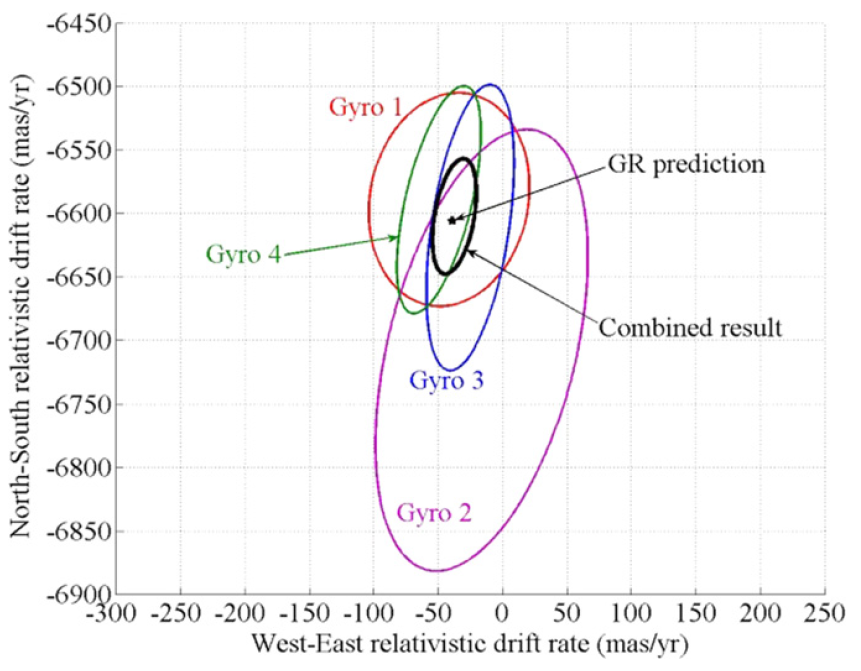 -6450
-6500
-6550
-6600
-6650
-6700
-6750
-6800
-6850
-6900
North-South relativistic drift rate (mas/yr)
Gyro 1
GR prediction
Gyro 4
Combined result
Gyro 3
Gyro 2
-300 -250 -200 -150 -100 -50 0 50 100 150 200 250
West-East relativistic drift rate (mas/yr)